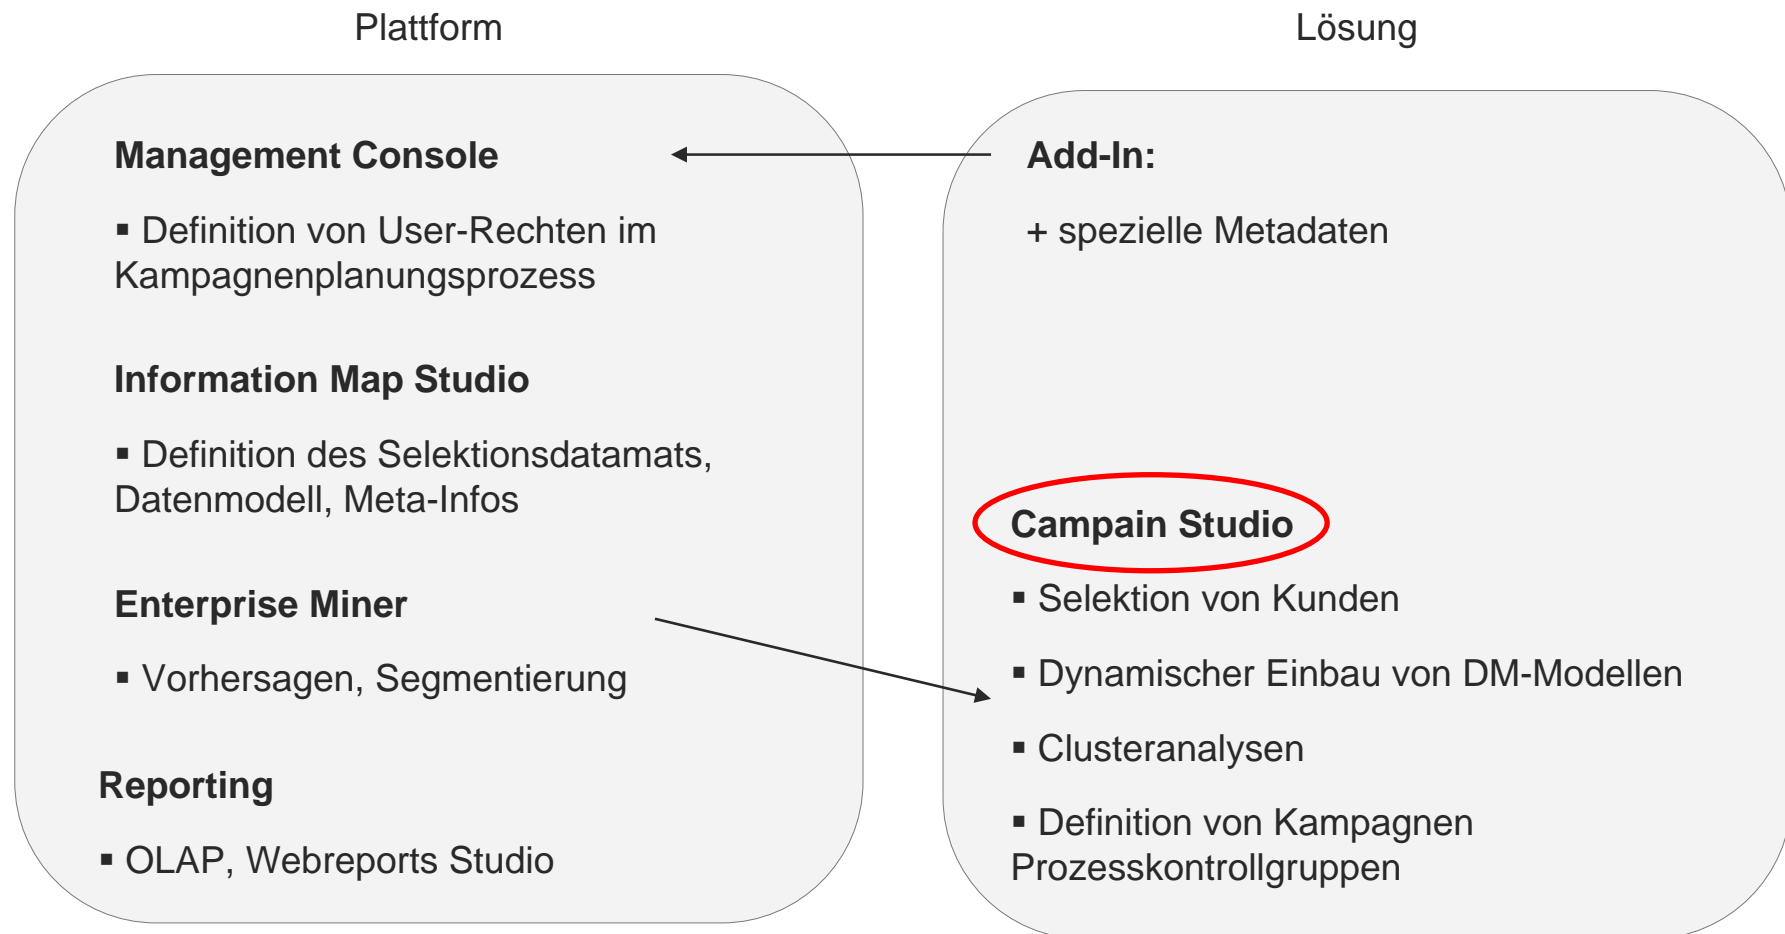 Plattform
Management Console
▪ Definition von User-Rechten im
Kampagnenplanungsprozess
Information Map Studio
▪ Definition des Selektionsdatamats,
Datenmodell, Meta-Infos
Enterprise Miner
▪ Vorhersagen, Segmentierung
Reporting
▪ OLAP, Webreports Studio
Lösung
Add-In:
+ spezielle Metadaten
Campain Studio
▪ Selektion von Kunden
▪ Dynamischer Einbau von DM-Modellen
▪ Clusteranalysen
▪ Definition von Kampagnen
Prozesskontrollgruppen